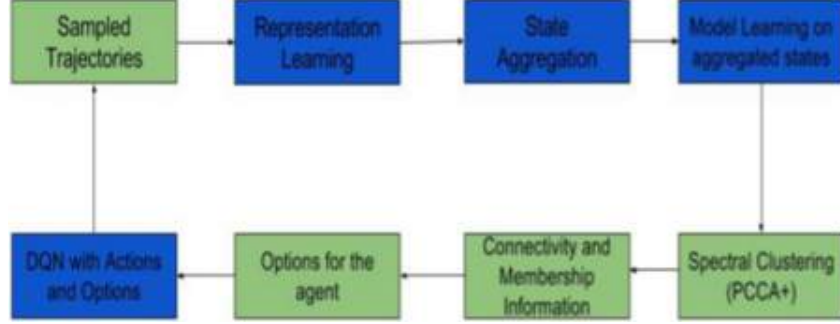 Sampled
Trajectories
Representation
Learning
State
Aggregation
Model Learning on
aggregated states
DQN with Actions
and Options
Options for the
agent
Connectivity and
Membership
Information
Spectral Clustering
(PCCA+)